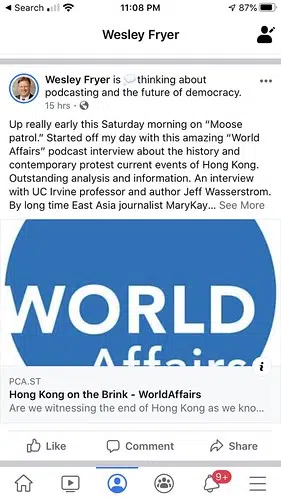 Search
11:08 PM
87%
Wesley Fryer
Wesley Fryer is 💭thinking about
podcasting and the future of democracy.
15 hrs ·
Up really early this Saturday morning on “Moose
patrol.” Started off my day with this amazing “World
Affairs” podcast interview about the history and
contemporary protest current events of Hong Kong.
Outstanding analysis and information. An interview
with UC Irvine professor and author Jeff Wasserstrom.
By long time East Asia journalist MaryKay... See More
WORLD
Affairs
i
PCA.ST
Hong Kong on the Brink - WorldAffairs
Are we witnessing the end of Hong Kong as we kno...
Like
Comment
Share
9+